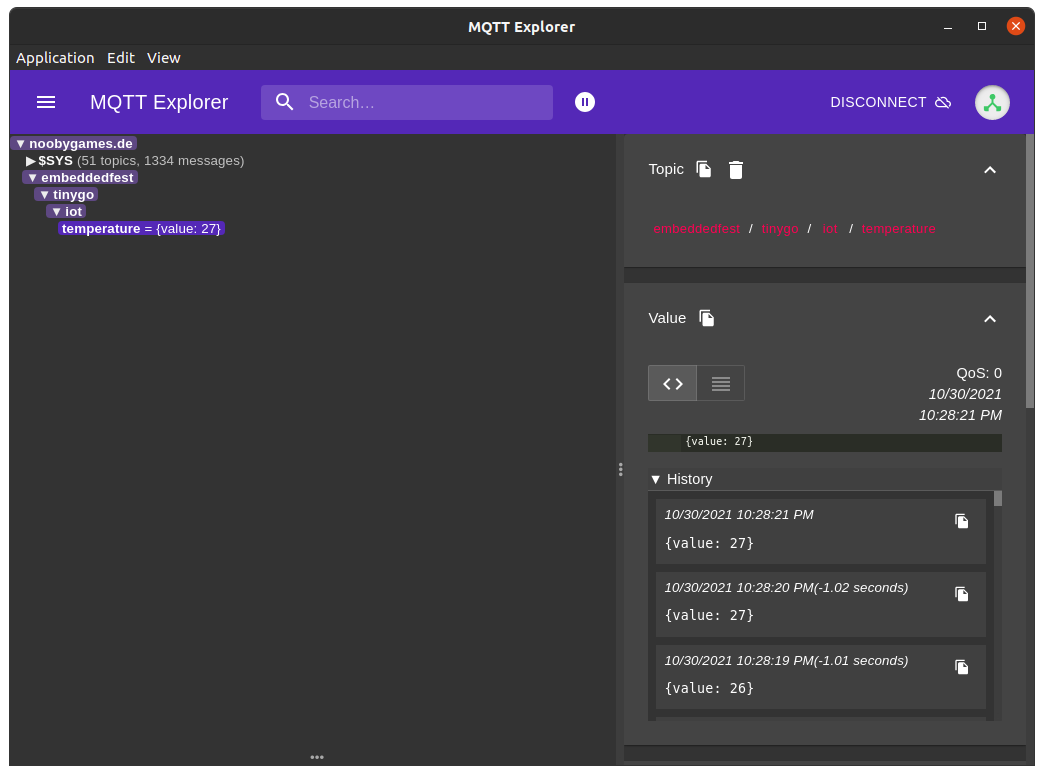 MQTT Explorer
Application Edit View
MQTT Explorer Search... DISCONNECT
▼ noobygames.de
▶ $SYS (51 topics, 1334 messages)
▼ embeddedfest
▼ tinygo
▼ iot
temperature = {value: 27}
Topic
embeddedfest / tinygo / iot / temperature
Value
QoS: 0
10/30/2021
10:28:21 PM
{value: 27}
▼ History
10/30/2021 10:28:21 PM
{value: 27}
10/30/2021 10:28:20 PM(-1.02 seconds)
{value: 27}
10/30/2021 10:28:19 PM(-1.01 seconds)
{value: 26}